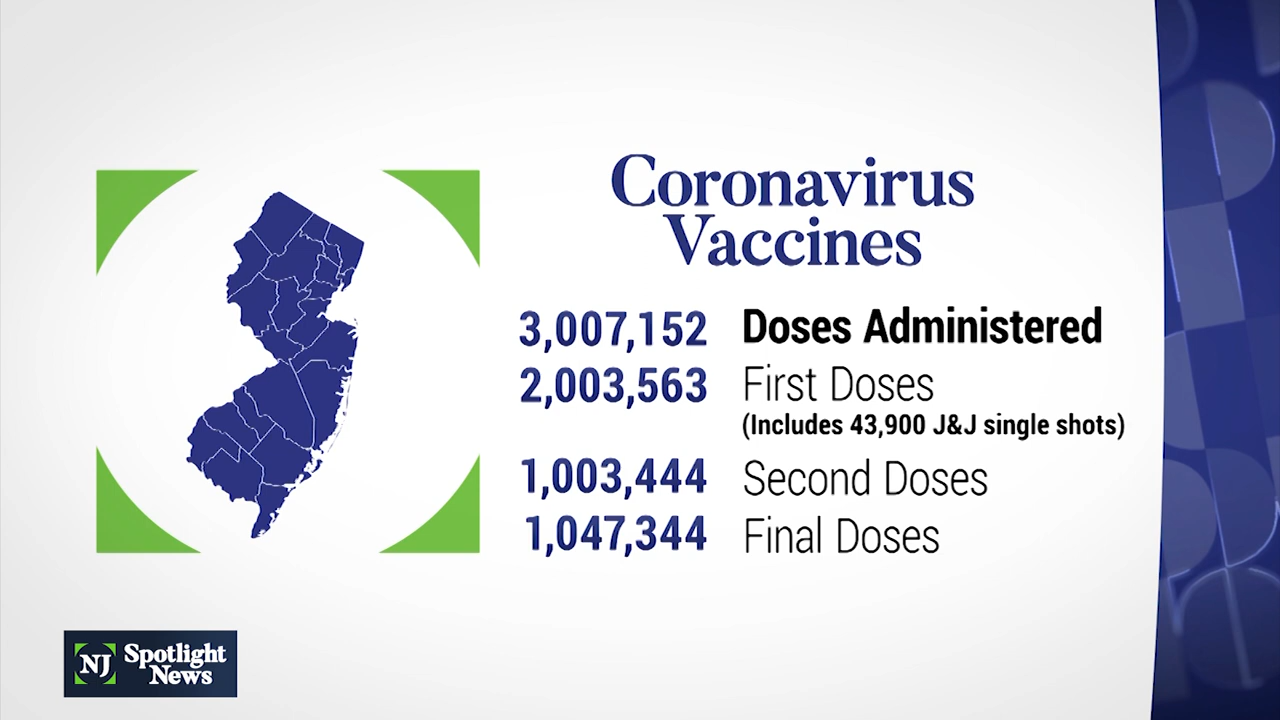 Coronavirus
Vaccines
3,007,152 Doses Administered
2,003,563 First Doses
(Includes 43,900 J&J single shots)
1,003,444 Second Doses
1,047,344 Final Doses
NJ Spotlight
News